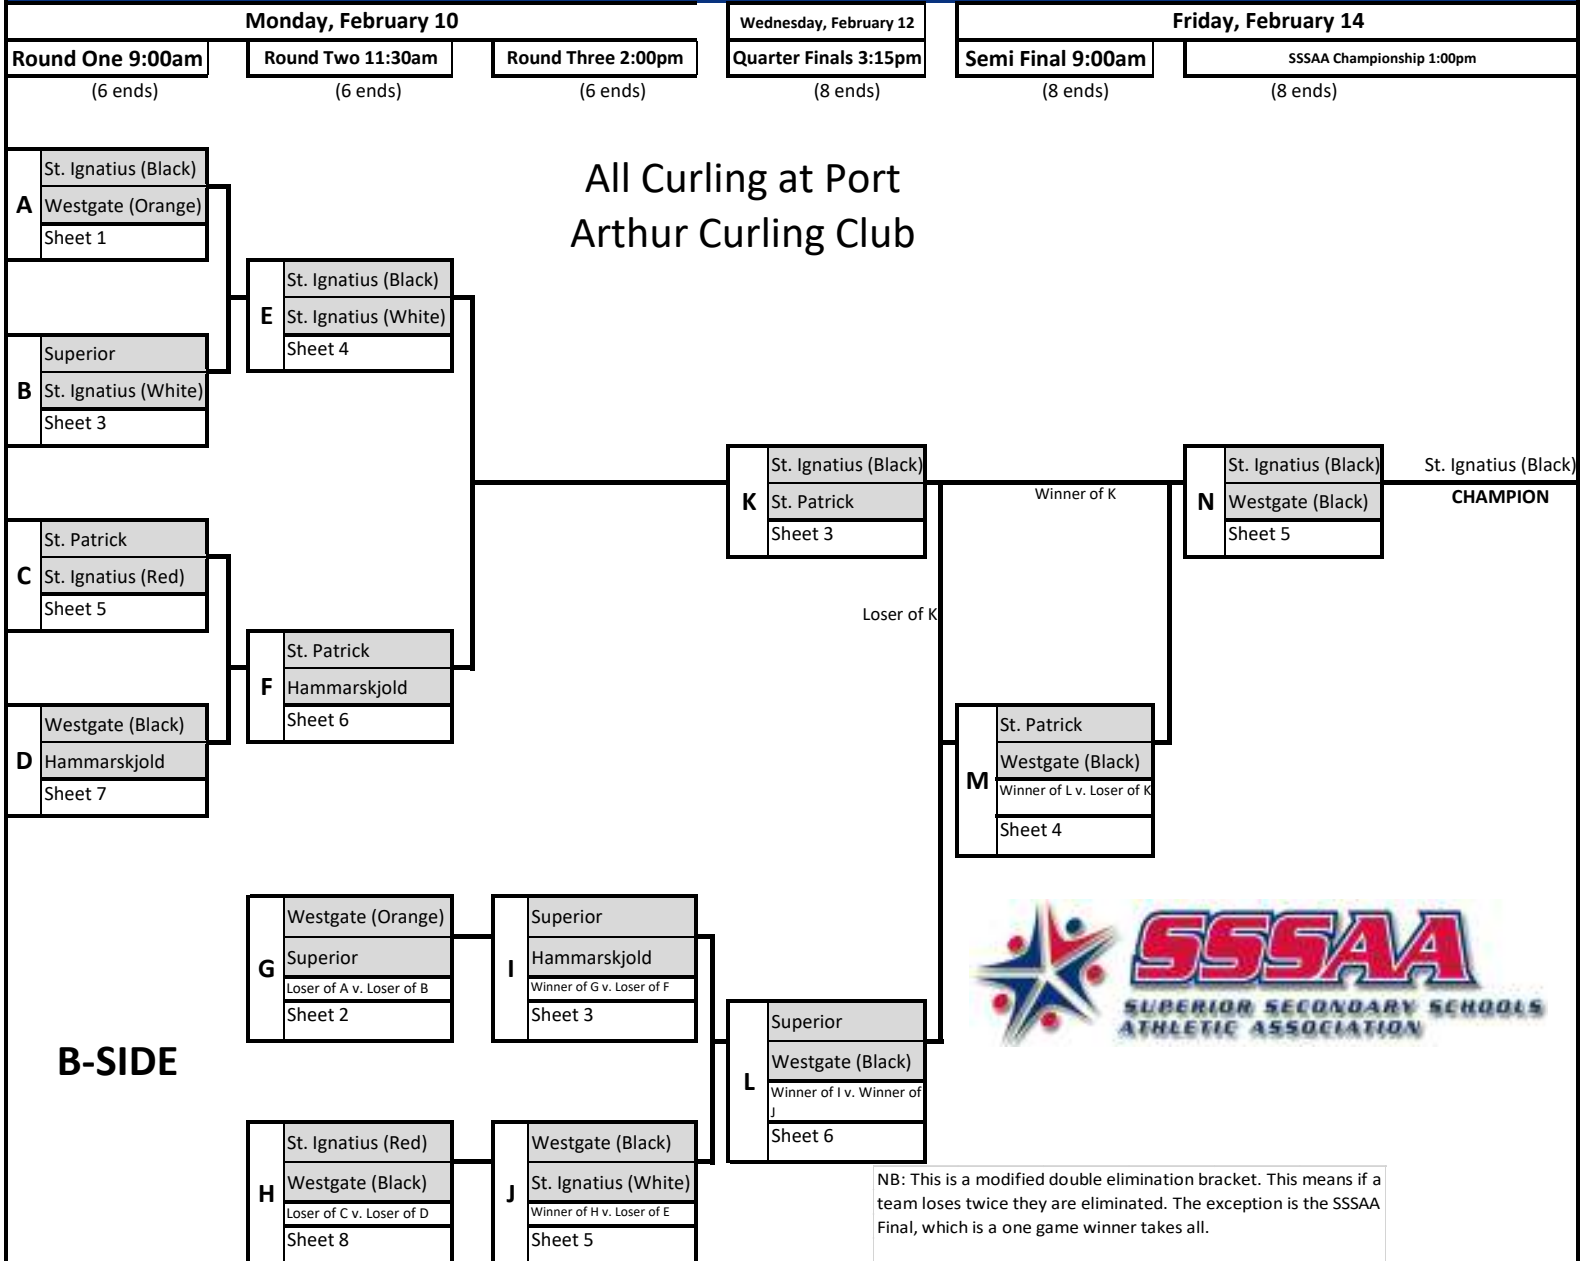 Monday, February 10
Wednesday, February 12
Friday, February 14
Round One 9:00am
Round Two 11:30am
Round Three 2:00pm
Quarter Finals 3:15pm
Semi Final 9:00am
SSSAA Championship 1:00pm
(6 ends)
(6 ends)
(6 ends)
(8 ends)
(8 ends)
(8 ends)
All Curling at Port
Arthur Curling Club
A
St. Ignatius (Black)
Westgate (Orange)
Sheet 1
B
Superior
St. Ignatius (White)
Sheet 3
C
St. Patrick
St. Ignatius (Red)
Sheet 5
D
Westgate (Black)
Hammarskjold
Sheet 7
E
St. Ignatius (Black)
St. Ignatius (White)
Sheet 4
F
St. Patrick
Hammarskjold
Sheet 6
K
St. Ignatius (Black)
St. Patrick
Sheet 3
Winner of K
Loser of K
N
St. Ignatius (Black)
Westgate (Black)
Sheet 5
St. Ignatius (Black)
CHAMPION
M
St. Patrick
Westgate (Black)
Winner of L v. Loser of K
Sheet 4
B-SIDE
G
Westgate (Orange)
Superior
Loser of A v. Loser of B
Sheet 2
H
St. Ignatius (Red)
Westgate (Black)
Loser of C v. Loser of D
Sheet 8
I
Superior
Hammarskjold
Winner of G v. Loser of F
Sheet 3
J
Westgate (Black)
St. Ignatius (White)
Winner of H v. Loser of E
Sheet 5
L
Superior
Westgate (Black)
Winner of I v. Winner of
J
Sheet 6
SSSAA
SUPERIOR SECONDARY SCHOOLS
ATHLETIC ASSOCIATION
NB: This is a modified double elimination bracket. This means if a
team loses twice they are eliminated. The exception is the SSSAA
Final, which is a one game winner takes all.